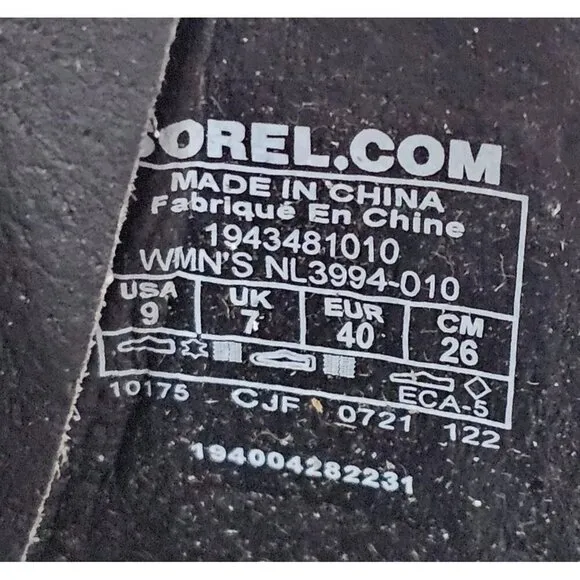 SOREL.COM
MADE IN CHINA
Fabriqué En Chine
1943481010
WMN'S NL3994-010
USA UK EUR CM
9 7 40 26
ECA-5
10175 CJF 0721 122
194004282231